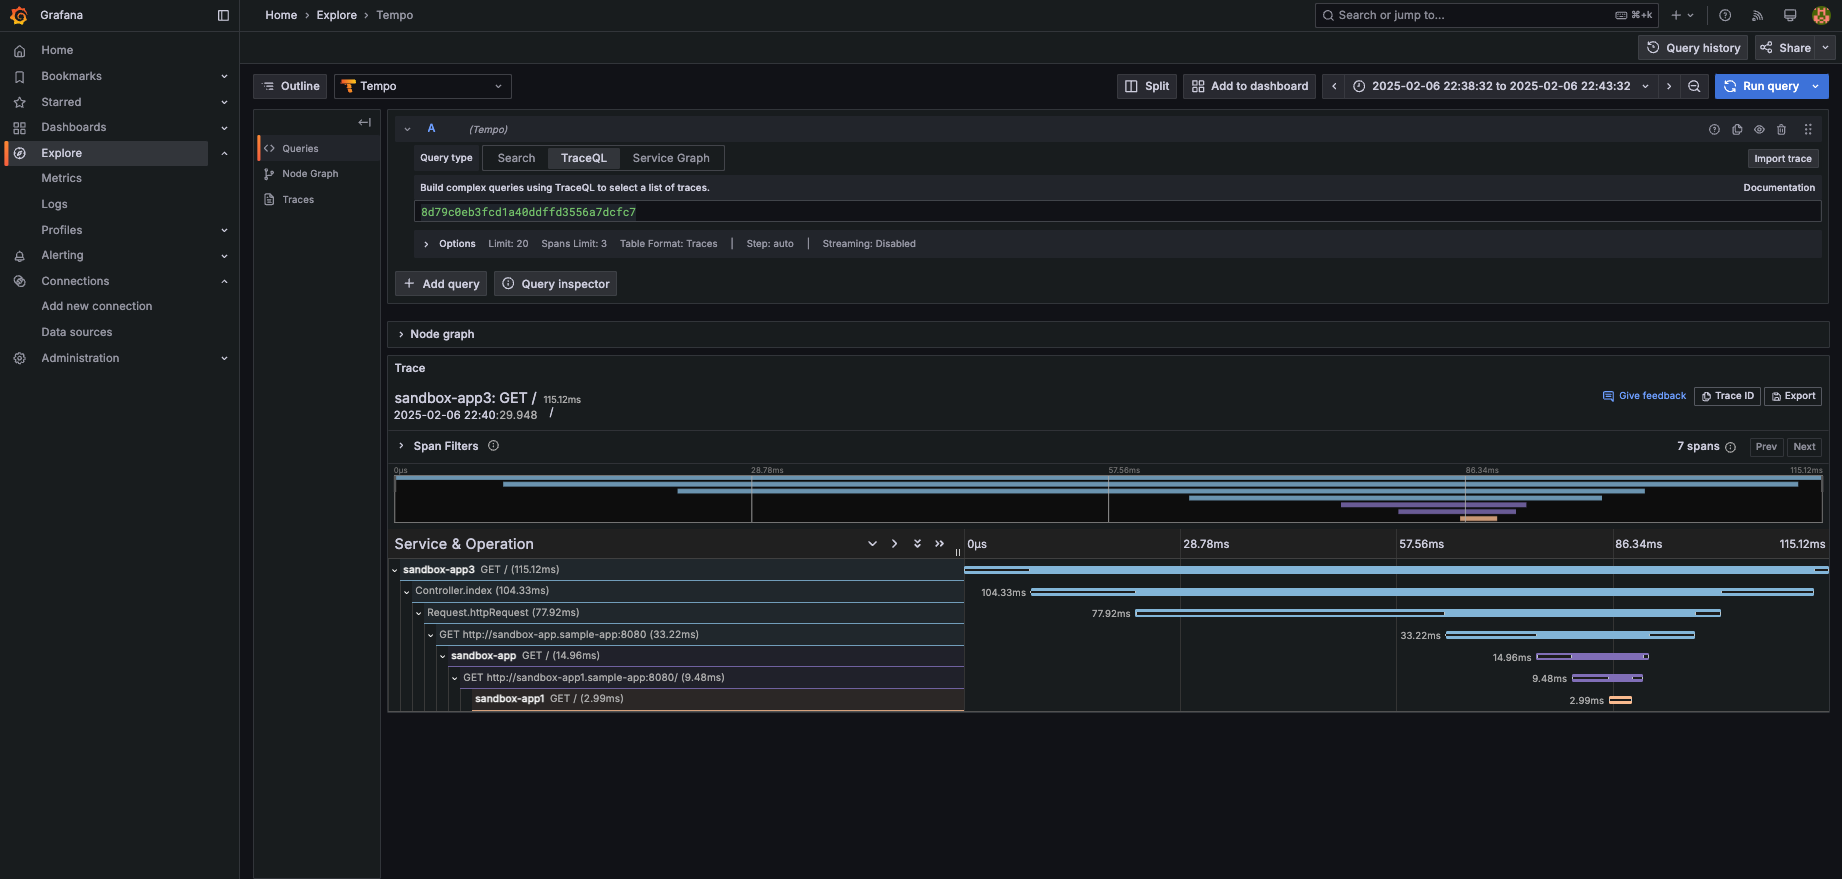 Grafana
Home › Explore › Tempo
Search or jump to...
⌘+k
Home
Bookmarks
Starred
Dashboards
Explore
Metrics
Logs
Profiles
Alerting
Connections
Add new connection
Data sources
Administration
Query history
Share
Outline
Tempo
Split
Add to dashboard
2025-02-06 22:38:32 to 2025-02-06 22:43:32
Run query
Queries
Node Graph
Traces
A (Tempo)
Query type Search TraceQL Service Graph
Import trace
Build complex queries using TraceQL to select a list of traces.
Documentation
8d79c0eb3fcd1a40ddffd3556a7dcfc7
Options Limit: 20 Spans Limit: 3 Table Format: Traces | Step: auto | Streaming: Disabled
+ Add query
Query inspector
Node graph
Trace
sandbox-app3: GET / 115.12ms
2025-02-06 22:40:29.948 /
Give feedback
Trace ID
Export
Span Filters
7 spans
Prev
Next
0μs 28.78ms 57.56ms 86.34ms 115.12ms
Service & Operation
0μs 28.78ms 57.56ms 86.34ms 115.12ms
sandbox-app3 GET / (115.12ms)
Controller.index (104.33ms)
104.33ms
Request.httpRequest (77.92ms)
77.92ms
GET http://sandbox-app.sample-app:8080 (33.22ms)
33.22ms
sandbox-app GET / (14.96ms)
14.96ms
GET http://sandbox-app1.sample-app:8080/ (9.48ms)
9.48ms
sandbox-app1 GET / (2.99ms)
2.99ms